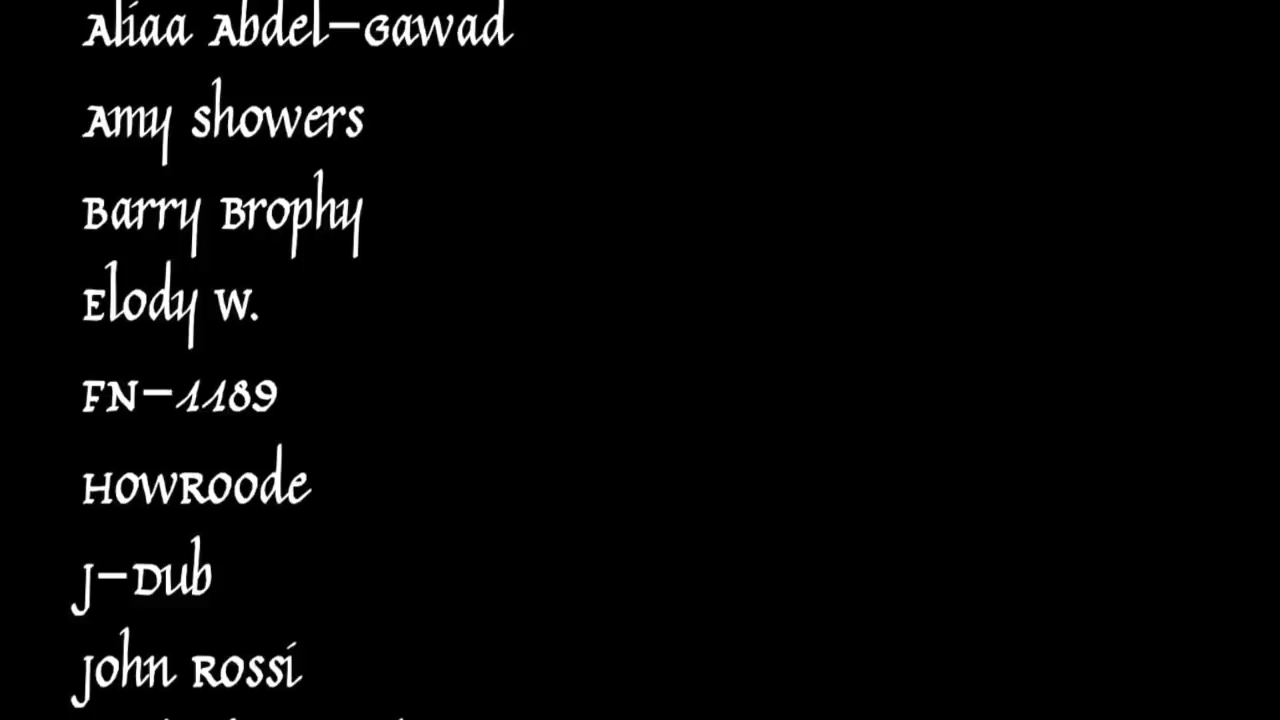 Aliaa Abdel-Gawad
Amy Showers
Barry Brophy
Elody W.
FN-1189
HowRoode
J-Dub
John Rossi